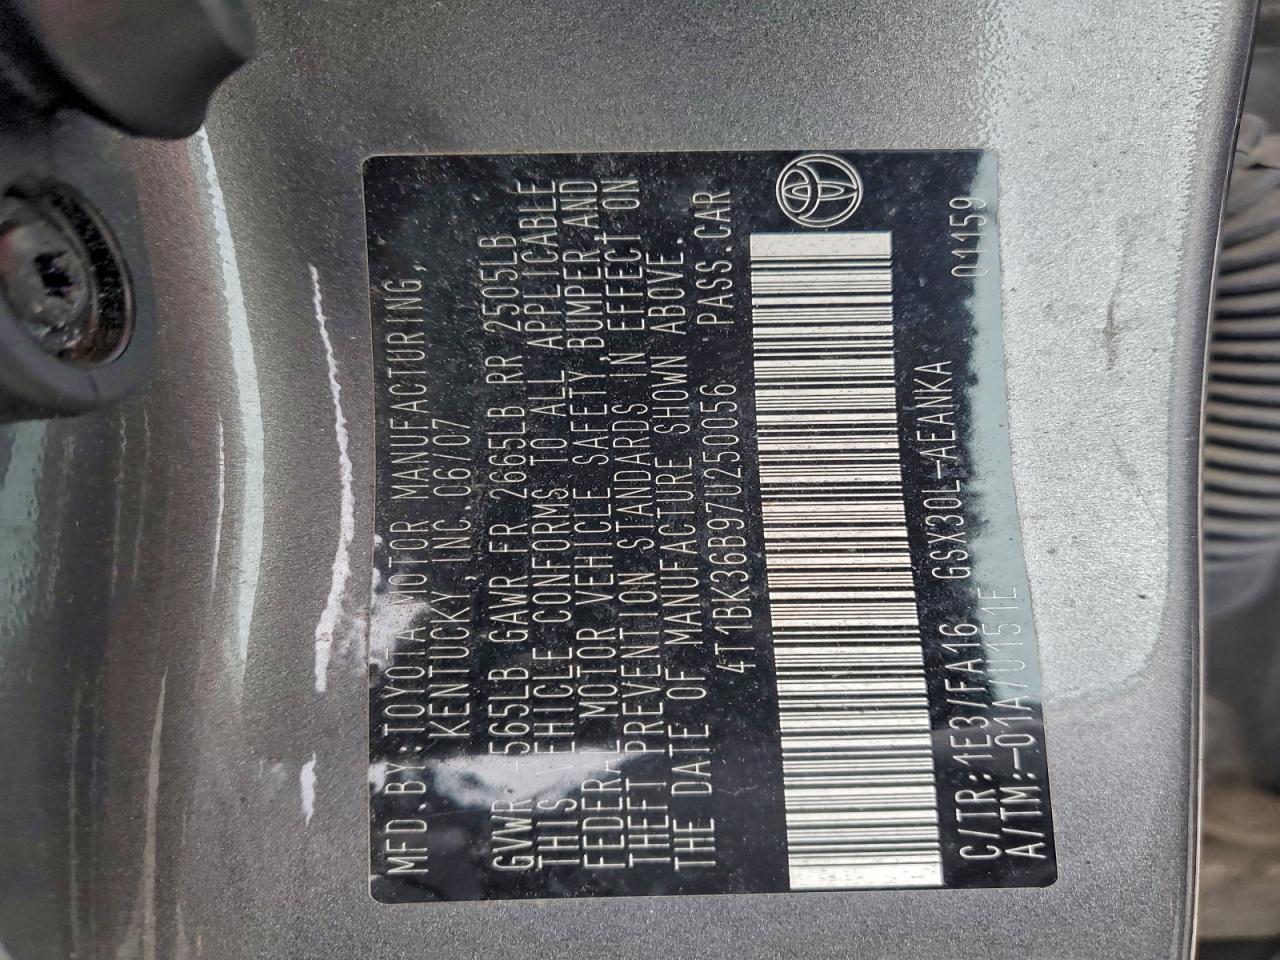 MFD.BY:TOYOTA MOTOR MANUFACTURING,
KENTUCKY, INC. 06/07
GVWR 4565LB GAWR FR 2665LB RR 2505LB
THIS VEHICLE CONFORMS TO ALL APPLICABLE
FEDERAL MOTOR VEHICLE SAFETY,BUMPER,AND
THEFT PREVENTION STANDARDS IN EFFECT ON
THE DATE OF MANUFACTURE SHOWN ABOVE.
4T1BK36B97U250056 PASS.CAR
C/TR:1E3/FA16 GSX30L-AEANKA 01159
A/TM:-01A/U151E